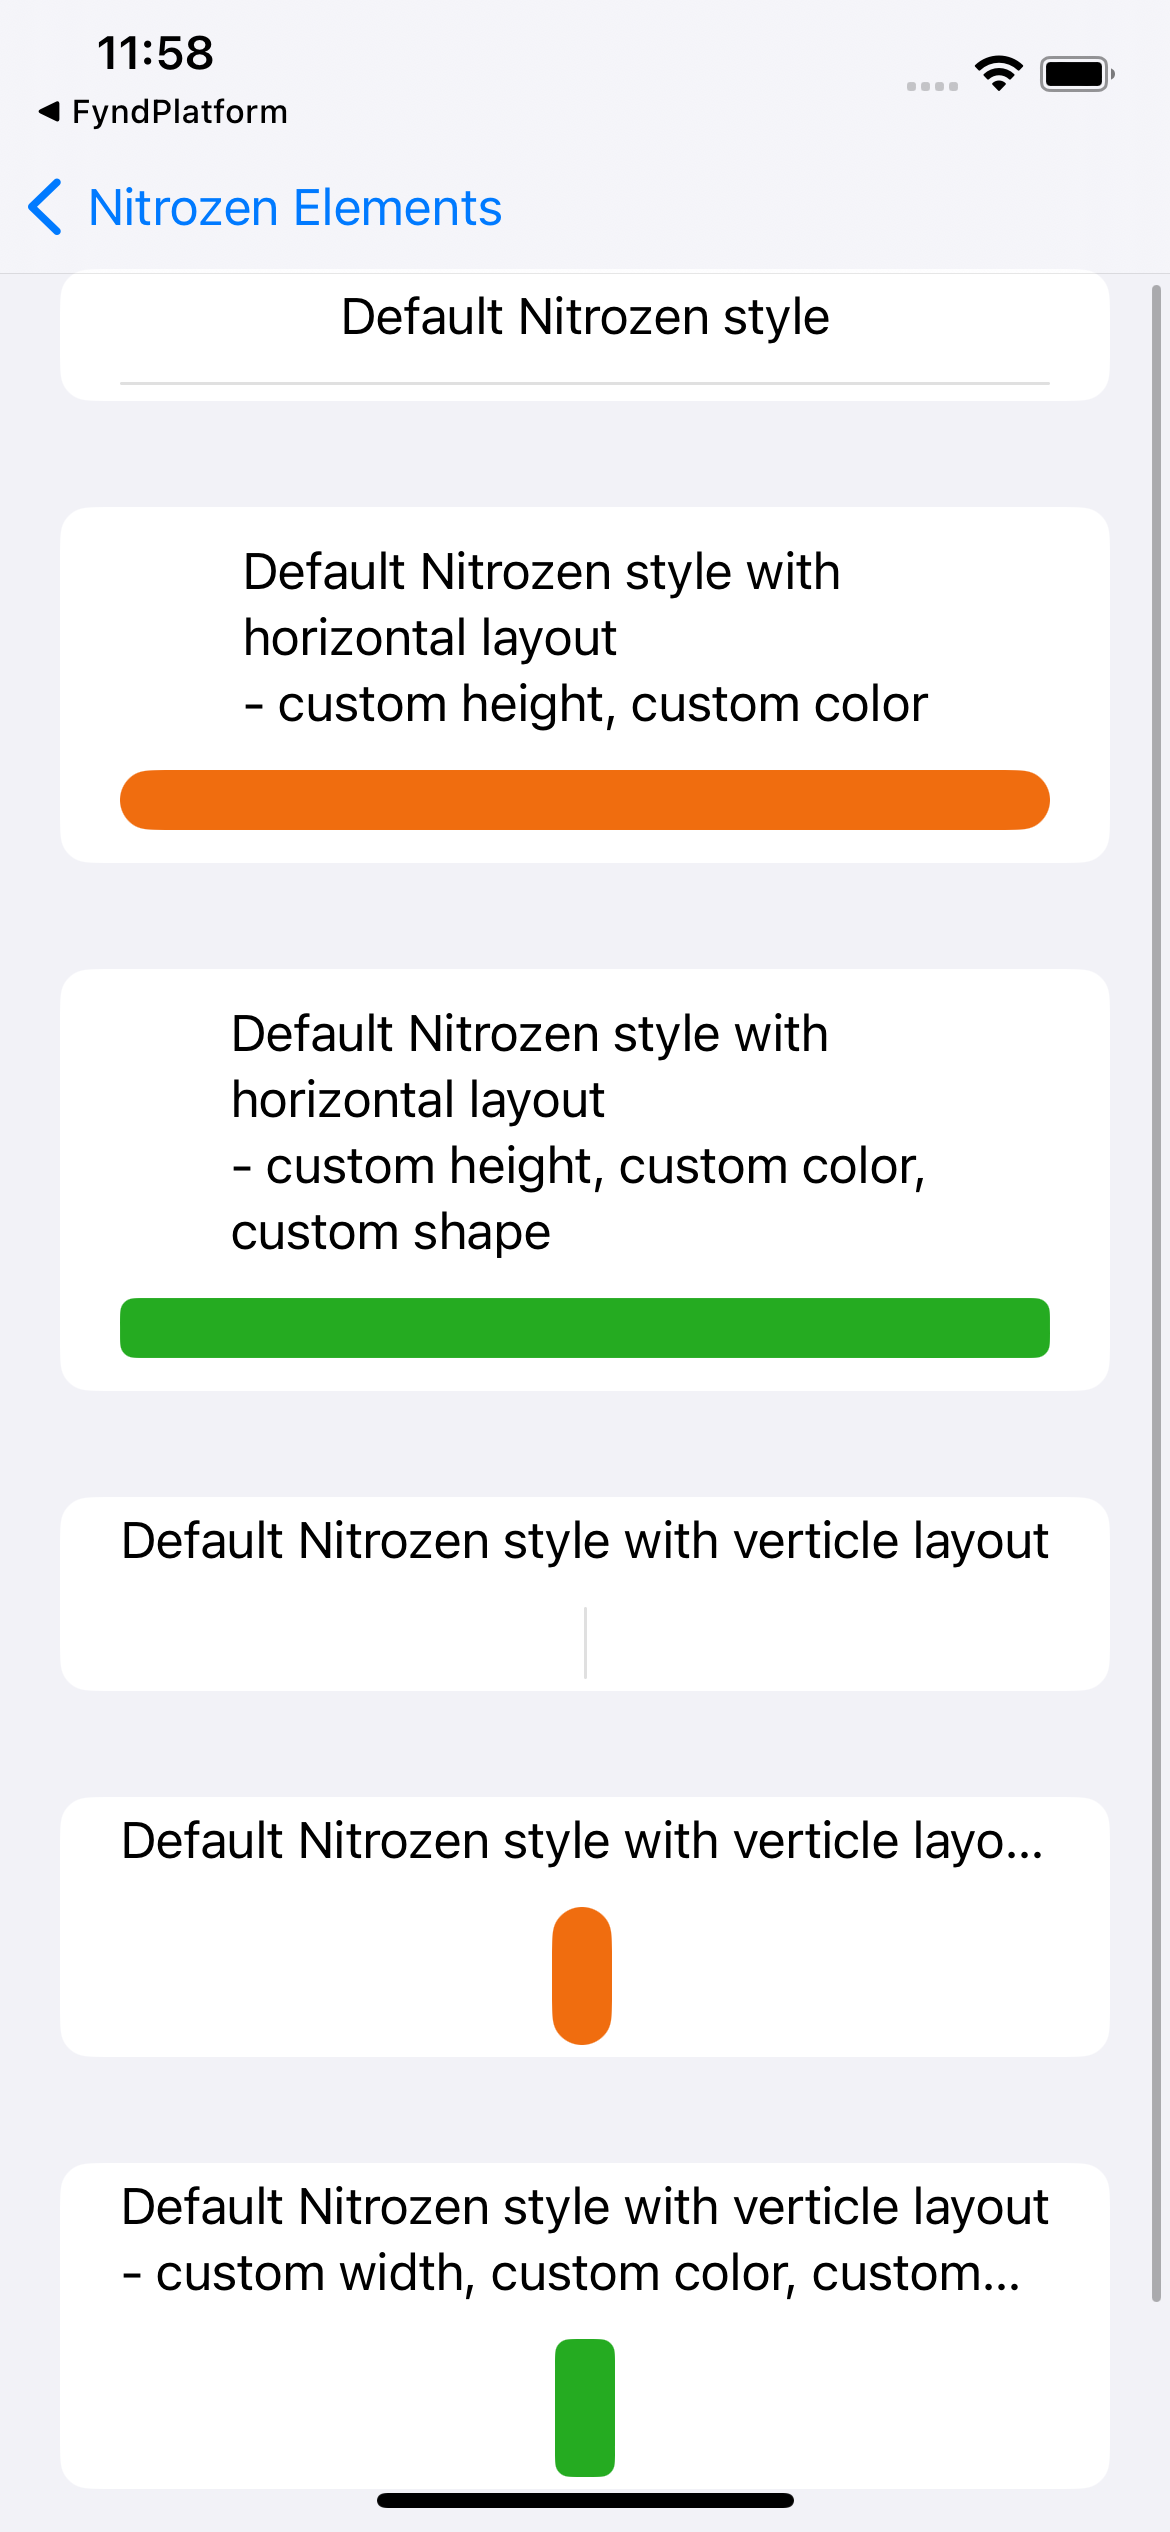 11:58
FyndPlatform
Nitrozen Elements
Default Nitrozen style
Default Nitrozen style with
horizontal layout
- custom height, custom color
Default Nitrozen style with
horizontal layout
- custom height, custom color,
custom shape
Default Nitrozen style with verticle layout
Default Nitrozen style with verticle layo...
Default Nitrozen style with verticle layout
- custom width, custom color, custom...